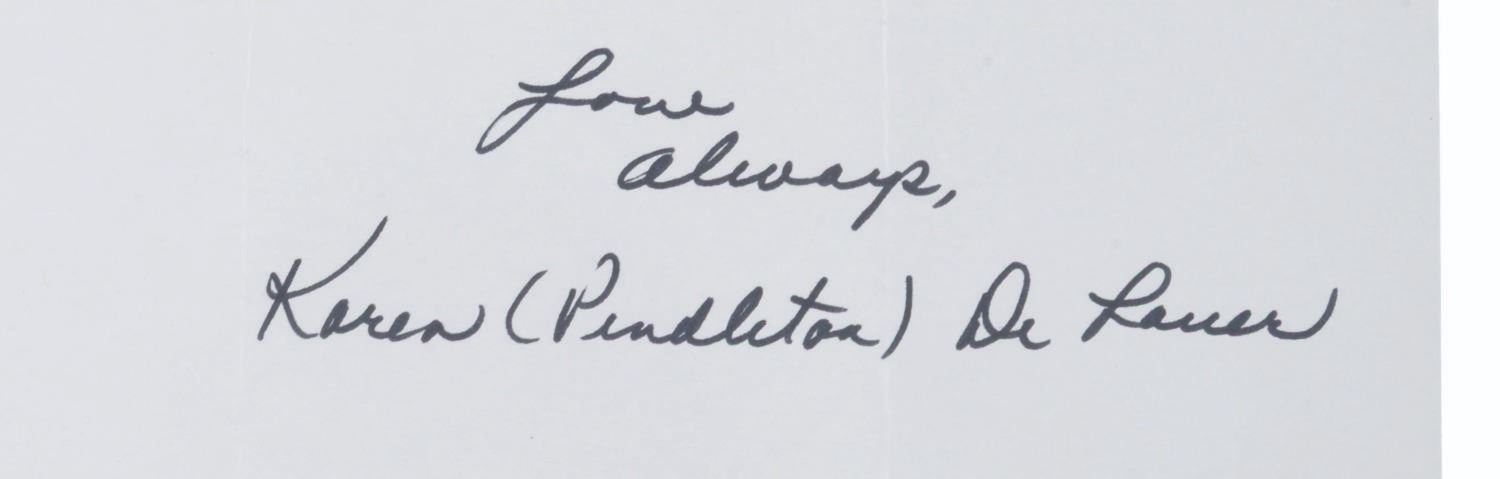 Love
always,
Karen (Pendleton) De Lauer